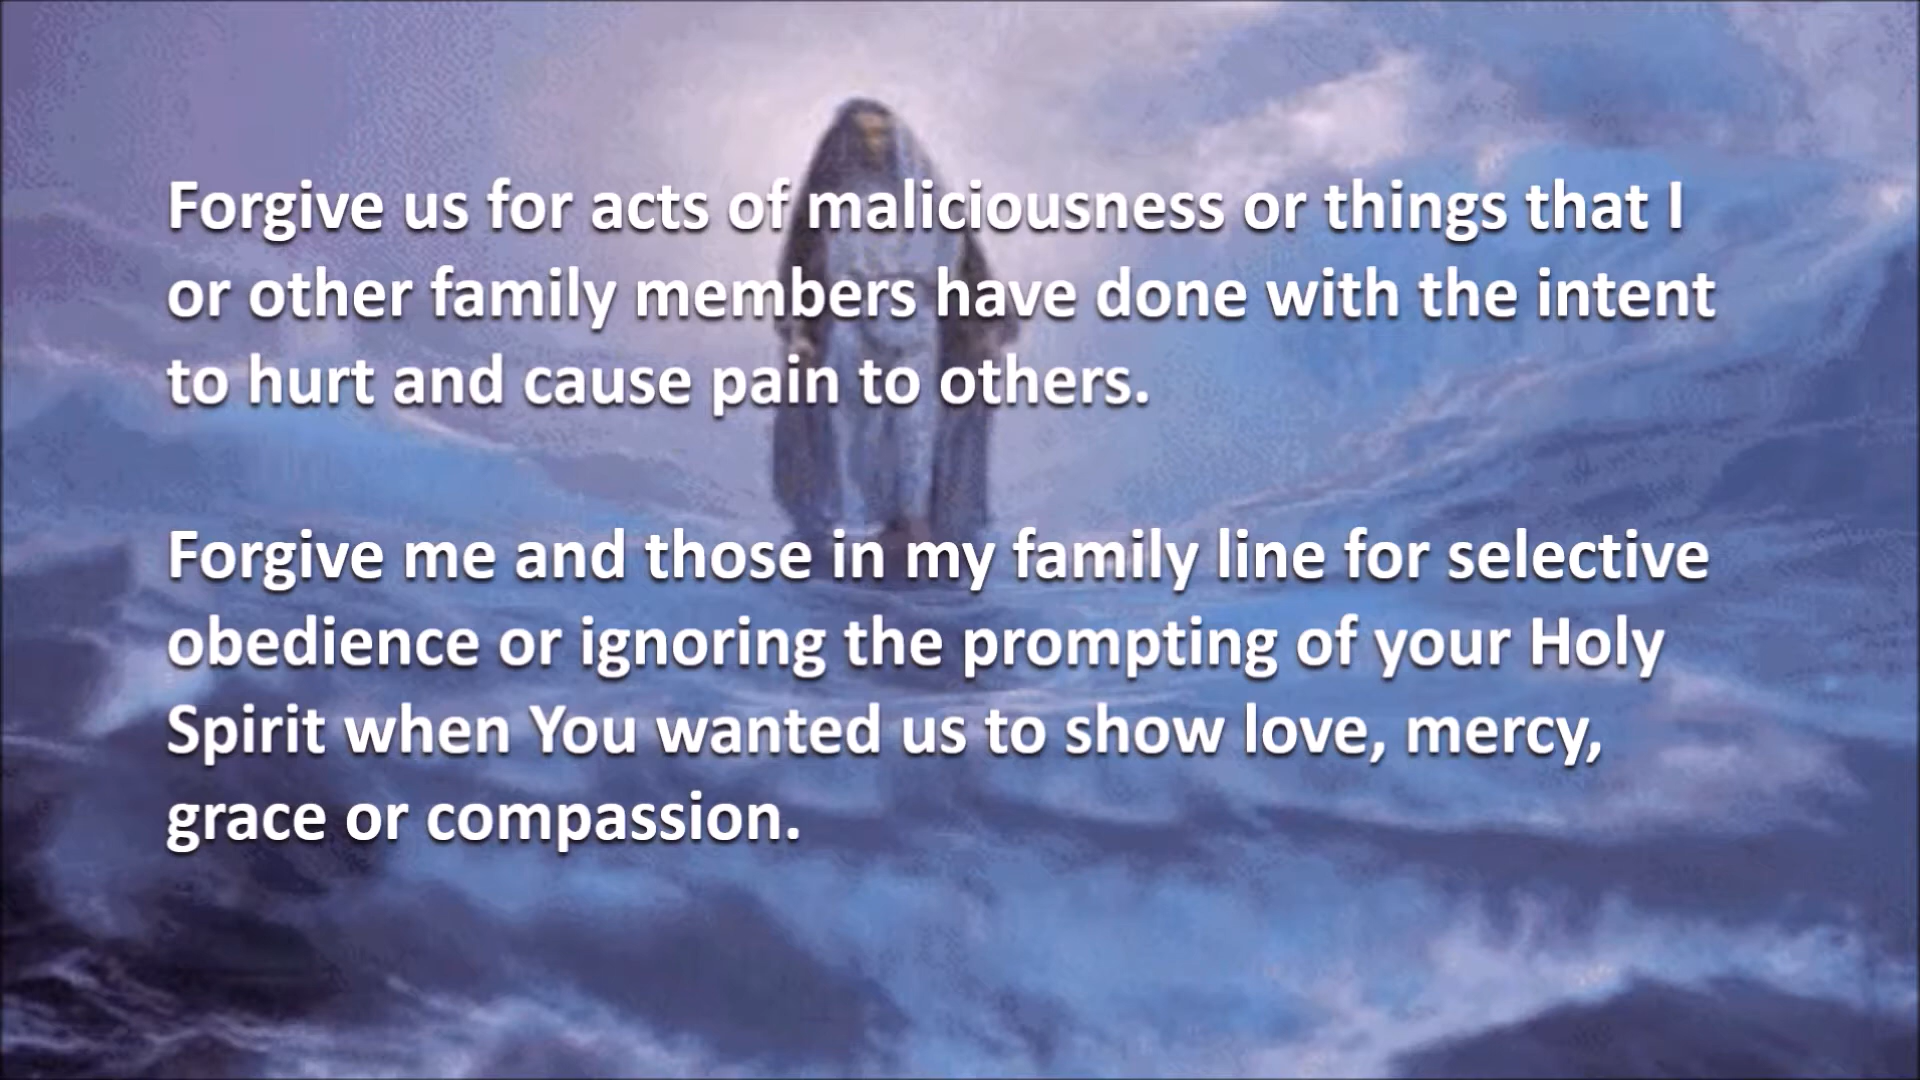 Forgive us for acts of maliciousness or things that I
or other family members have done with the intent
to hurt and cause pain to others.
Forgive me and those in my family line for selective
obedience or ignoring the prompting of your Holy
Spirit when You wanted us to show love, mercy,
grace or compassion.